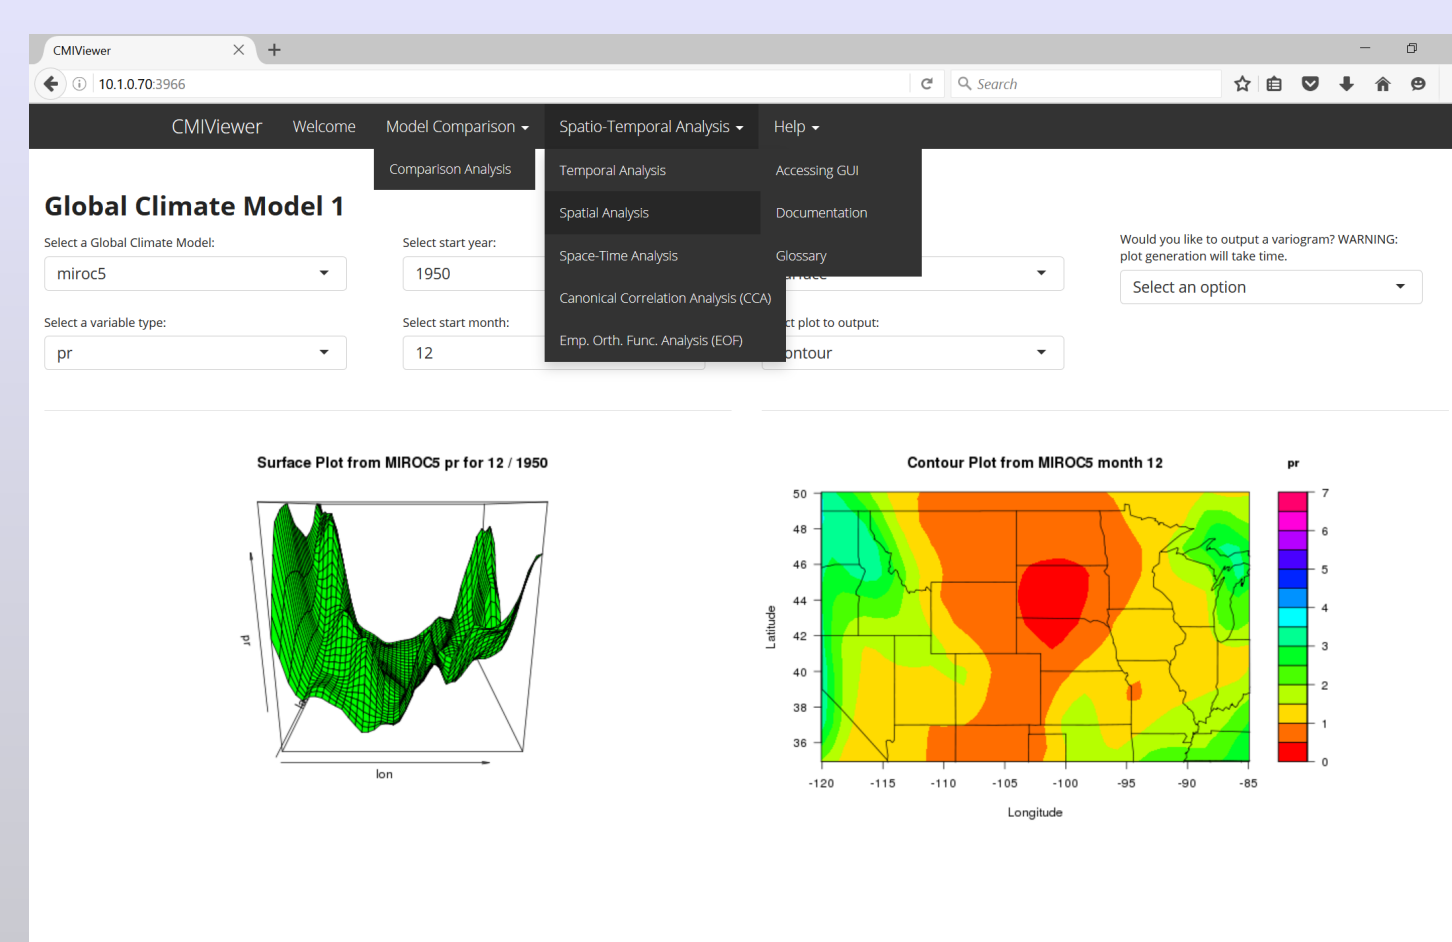 CMIViewer
10.1.0.70:3966
Search
CMIViewer Welcome Model Comparison Spatio-Temporal Analysis Help
Comparison Analysis
Temporal Analysis
Spatial Analysis
Space-Time Analysis
Canonical Correlation Analysis (CCA)
Emp. Orth. Func. Analysis (EOF)
Accessing GUI
Documentation
Glossary
Global Climate Model 1
Select a Global Climate Model:
miroc5
Select a variable type:
pr
Select start year:
1950
Select start month:
12
plot to output:
Would you like to output a variogram? WARNING:
plot generation will take time.
Select an option
Surface Plot from MIROC5 pr for 12 / 1950
pr
lon
Contour Plot from MIROC5 month 12
pr
Latitude
50
48
46
44
42
40
38
36
-120 -115 -110 -105 -100 -95 -90 -85
Longitude
7
6
5
4
3
2
1
0